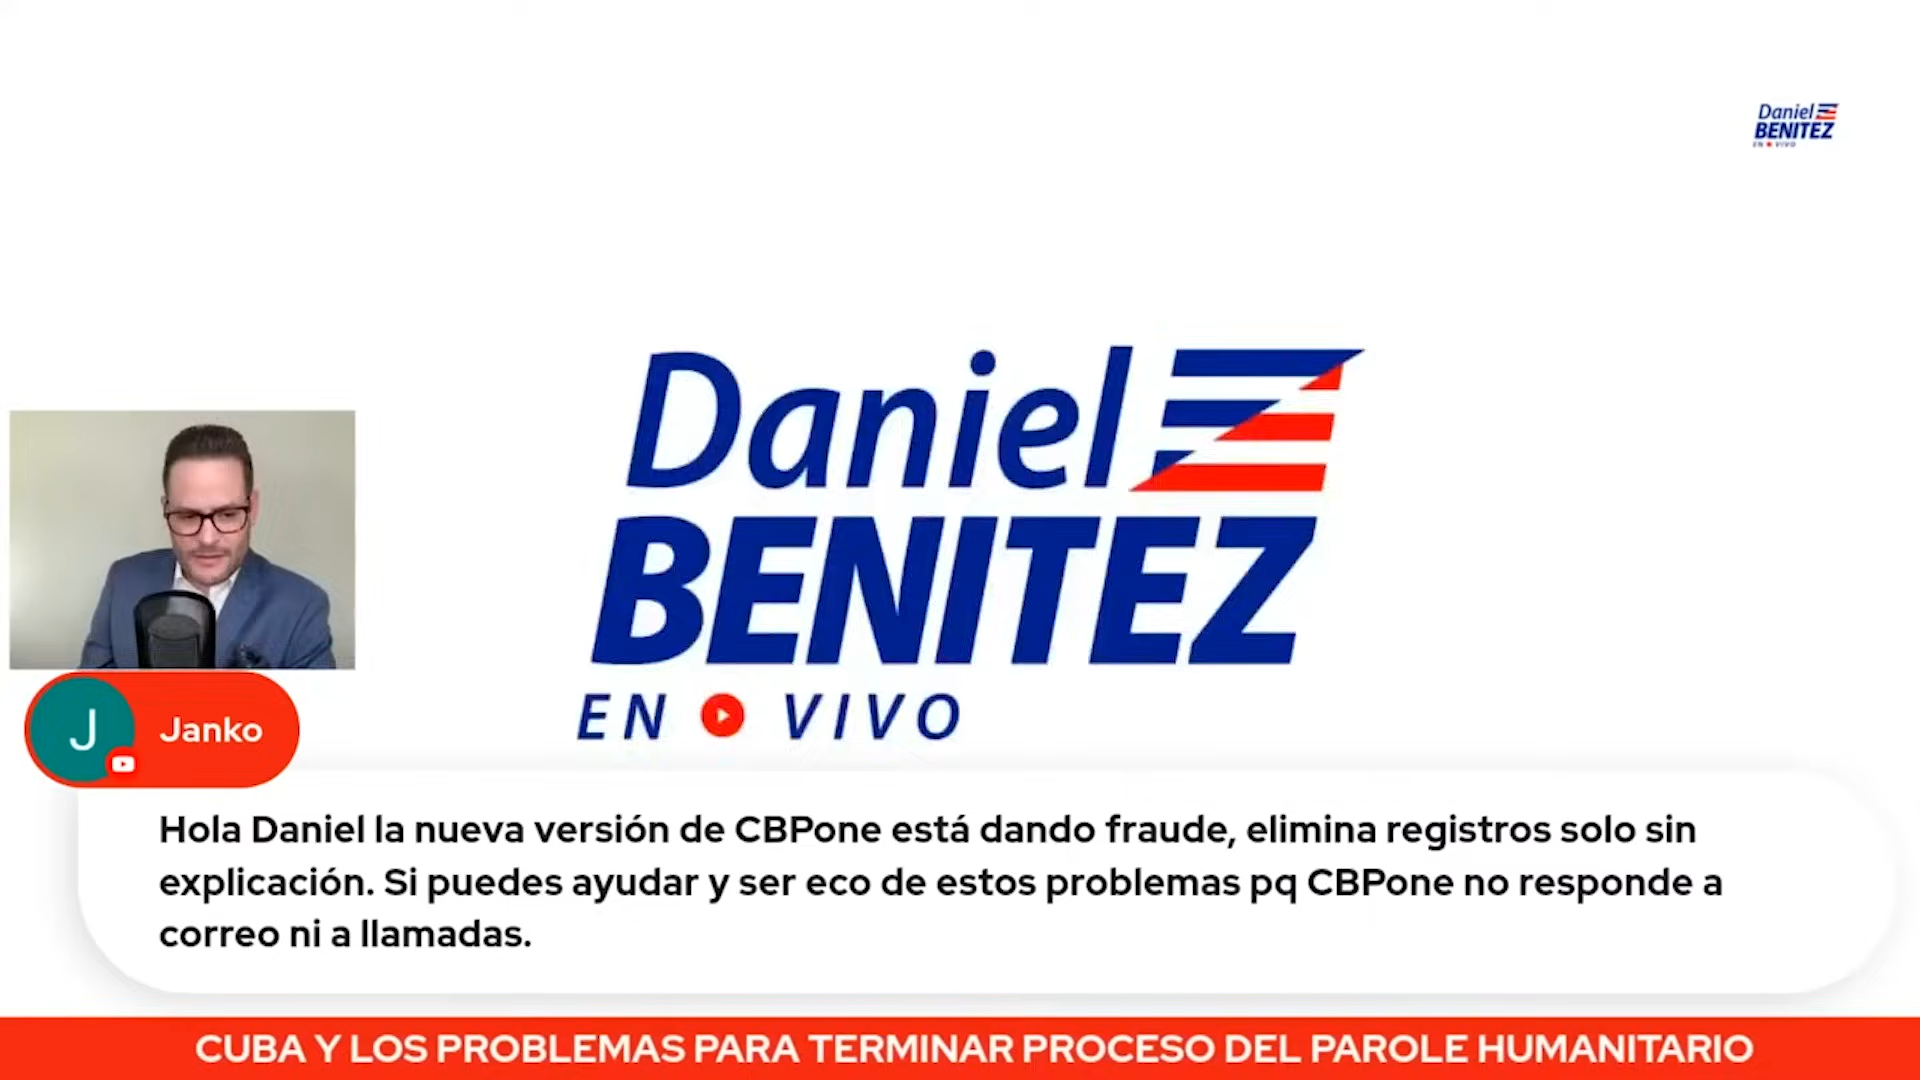 Daniel
BENITEZ
EN VIVO
Daniel
BENITEZ
EN VIVO
J
Janko
Hola Daniel la nueva versión de CBPone está dando fraude, elimina registros solo sin
explicación. Si puedes ayudar y ser eco de estos problemas pq CBPone no responde a
correo ni a llamadas.
CUBA Y LOS PROBLEMAS PARA TERMINAR PROCESO DEL PAROLE HUMANITARIO